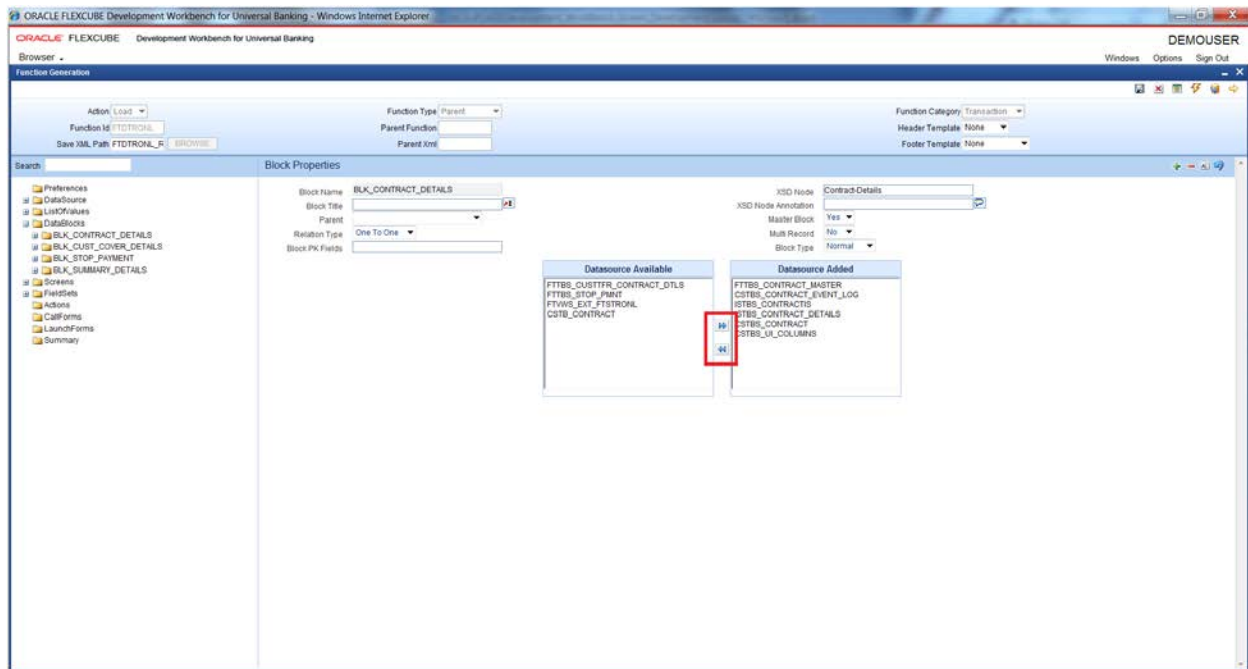 ORACLE FLEXCUBE Development Workbench for Universal Banking - Windows Internet Explorer
ORACLE FLEXCUBE Development Workbench for Universal Banking DEMOUSER
Browser Windows Options Sign Out
Function Generation
Action Load Function Type Parent Function Category Transaction
Function Id FTDTRONL Parent Function Header Template None
Save XML Path FTDTRONL_R BROWSE Parent Xml Footer Template None
Search Block Properties
Preferences
DataSource
ListOfValues
DataBlocks
BLK_CONTRACT_DETAILS
BLK_CUST_COVER_DETAILS
BLK_STOP_PAYMENT
BLK_SUMMARY_DETAILS
Screens
FieldSets
Actions
CallForms
LaunchForms
Summary
Block Name BLK_CONTRACT_DETAILS XSD Node Contract-Details
Block Title XSD Node Annotation
Parent Master Block Yes
Relation Type One To One Multi Record No
Block PK Fields Block Type Normal
Datasource Available
FTTBS_CUSTTFR_CONTRACT_DTLS
FTTBS_STOP_PMNT
FTVWS_EXT_FTSTRONL
CSTB_CONTRACT
Datasource Added
FTTBS_CONTRACT_MASTER
CSTBS_CONTRACT_EVENT_LOG
ISTBS_CONTRACTIS
ISTBS_CONTRACT_DETAILS
CSTBS_CONTRACT
CSTBS_UI_COLUMNS